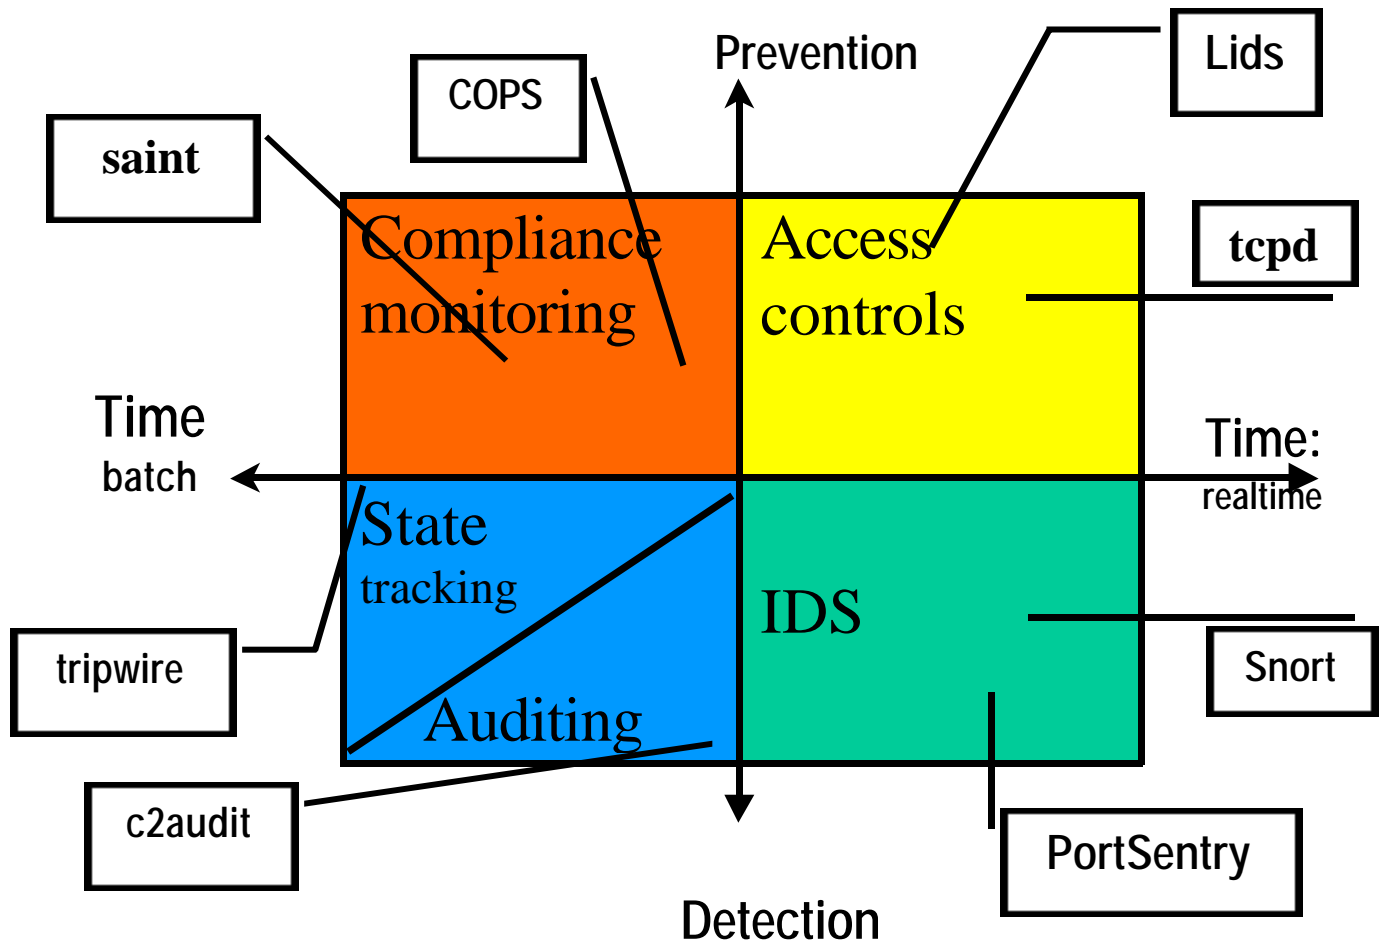 Prevention
Lids
COPS
saint
Compliance
monitoring
Access
controls
tcpd
Time
batch
Time:
realtime
State
tracking
IDS
tripwire
Snort
Auditing
c2audit
PortSentry
Detection